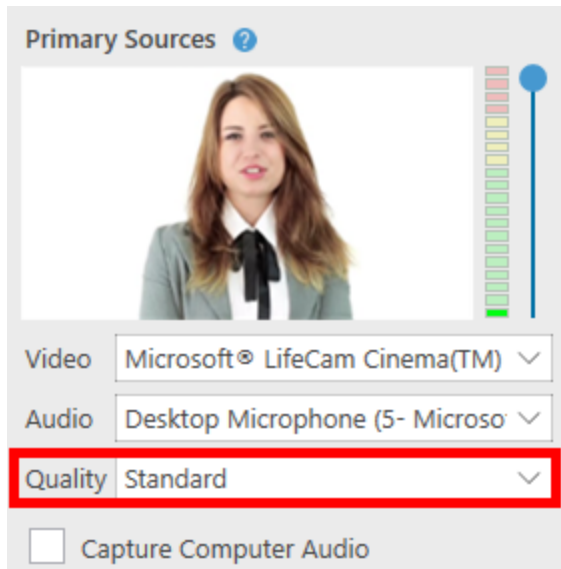 Primary Sources ?
Video Microsoft® LifeCam Cinema(TM)
Audio Desktop Microphone (5- Microso
Quality Standard
Capture Computer Audio